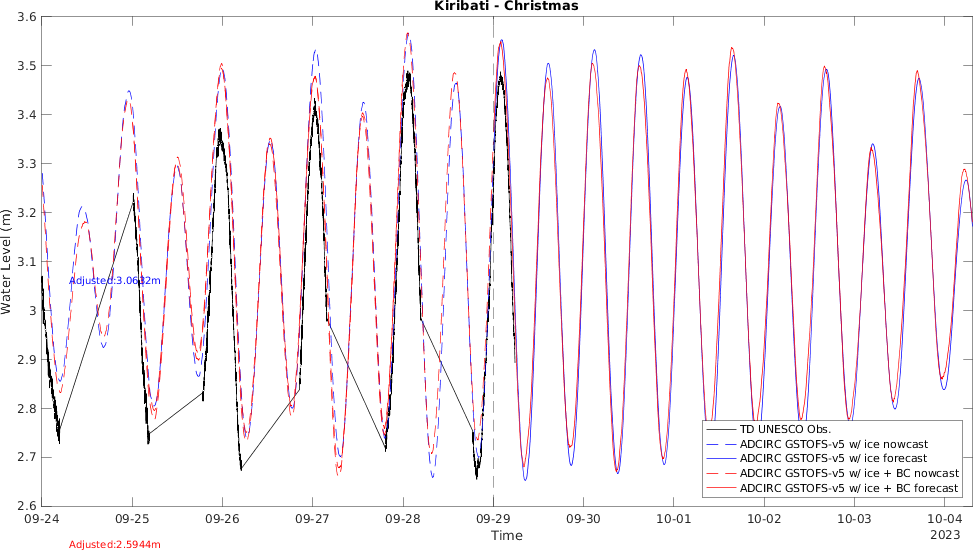 Kiribati - Christmas
3.6
3.5
3.4
3.3
3.2
3.1
3
2.9
2.8
2.7
2.6
Water Level (m)
Adjusted:3.0632m
TD UNESCO Obs.
ADCIRC GSTOFS-v5 w/ ice nowcast
ADCIRC GSTOFS-v5 w/ ice forecast
ADCIRC GSTOFS-v5 w/ ice + BC nowcast
ADCIRC GSTOFS-v5 w/ ice + BC forecast
09-24 09-25 09-26 09-27 09-28 09-29 09-30 10-01 10-02 10-03 10-04
Time
2023
Adjusted:2.5944m